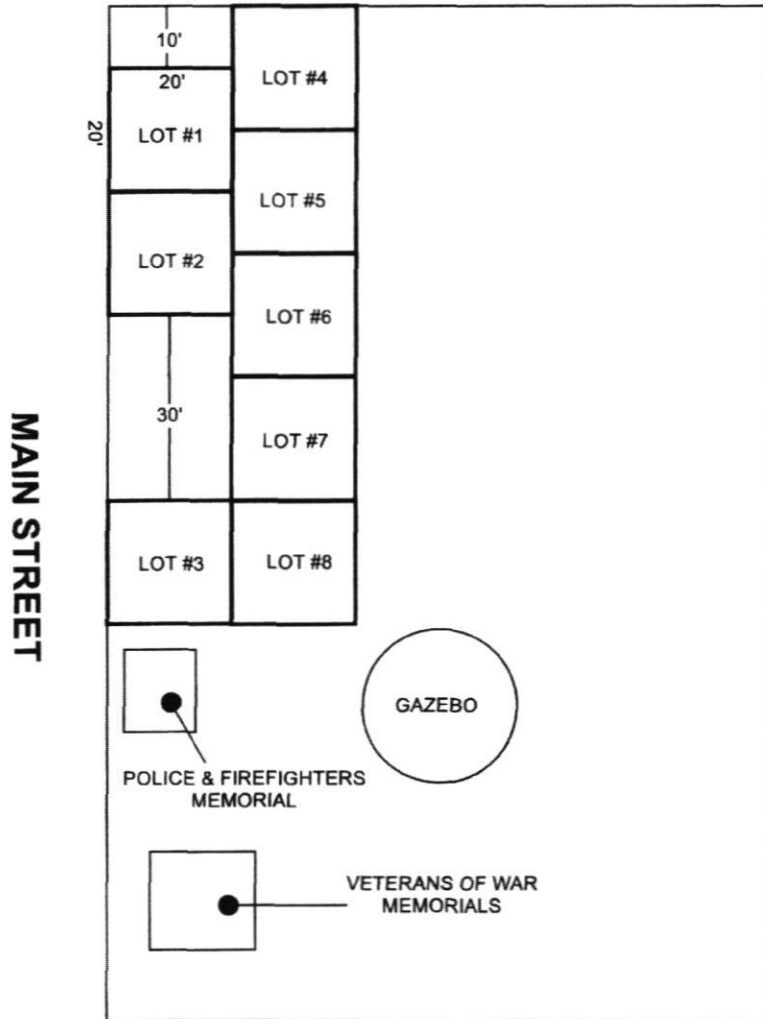 10'
20'
LOT #4
20'
LOT #1
LOT #5
LOT #2
LOT #6
30'
LOT #7
MAIN STREET
LOT #3
LOT #8
GAZEBO
POLICE & FIREFIGHTERS
MEMORIAL
VETERANS OF WAR
MEMORIALS